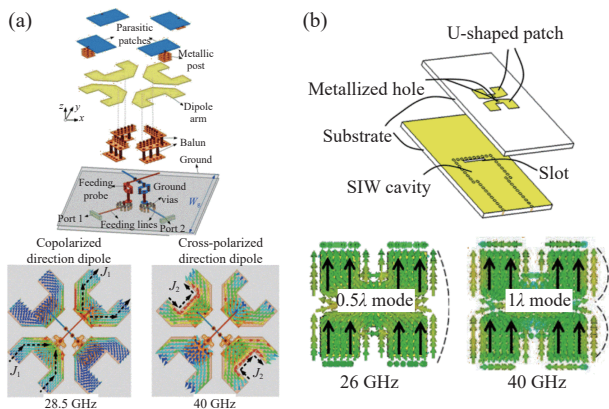 (a)
Parasitic
patches
Metallic
post
Dipole
arm
z
y
x
Balun
Ground
Feeding
probe
Ground
vias
Port 1
Feeding lines
Port 2
Copolarized
direction dipole
J1
J1
28.5 GHz
Cross-polarized
direction dipole
J2
J2
40 GHz
(b)
U-shaped patch
Metallized hole
Substrate
Slot
SIW cavity
0.5λ mode
26 GHz
1λ mode
40 GHz